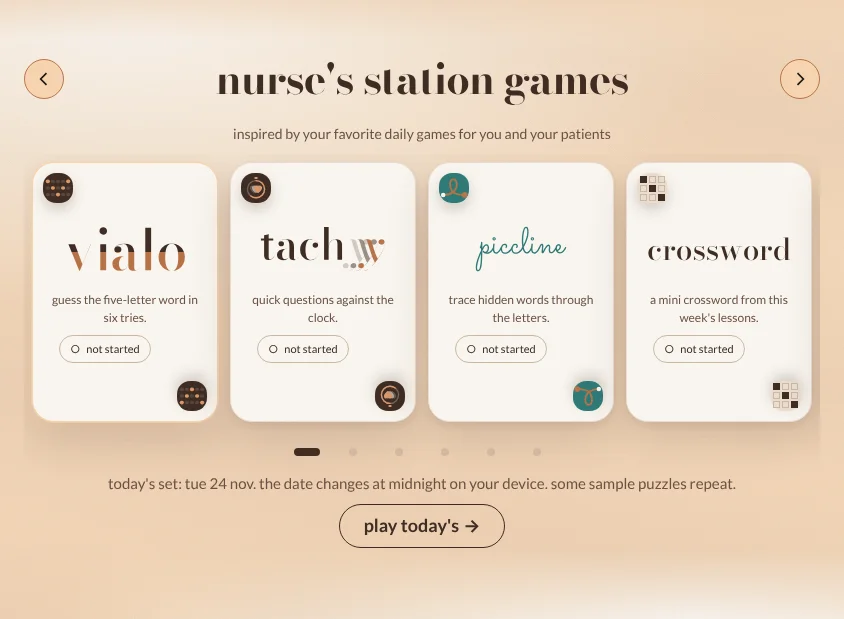 nurse's station games
inspired by your favorite daily games for you and your patients
vialo
guess the five-letter word in
six tries.
not started
tachy
quick questions against the
clock.
not started
piccline
trace hidden words through
the letters.
not started
crossword
a mini crossword from this
week's lessons.
not started
today's set: tue 24 nov. the date changes at midnight on your device. some sample puzzles repeat.
play today's →